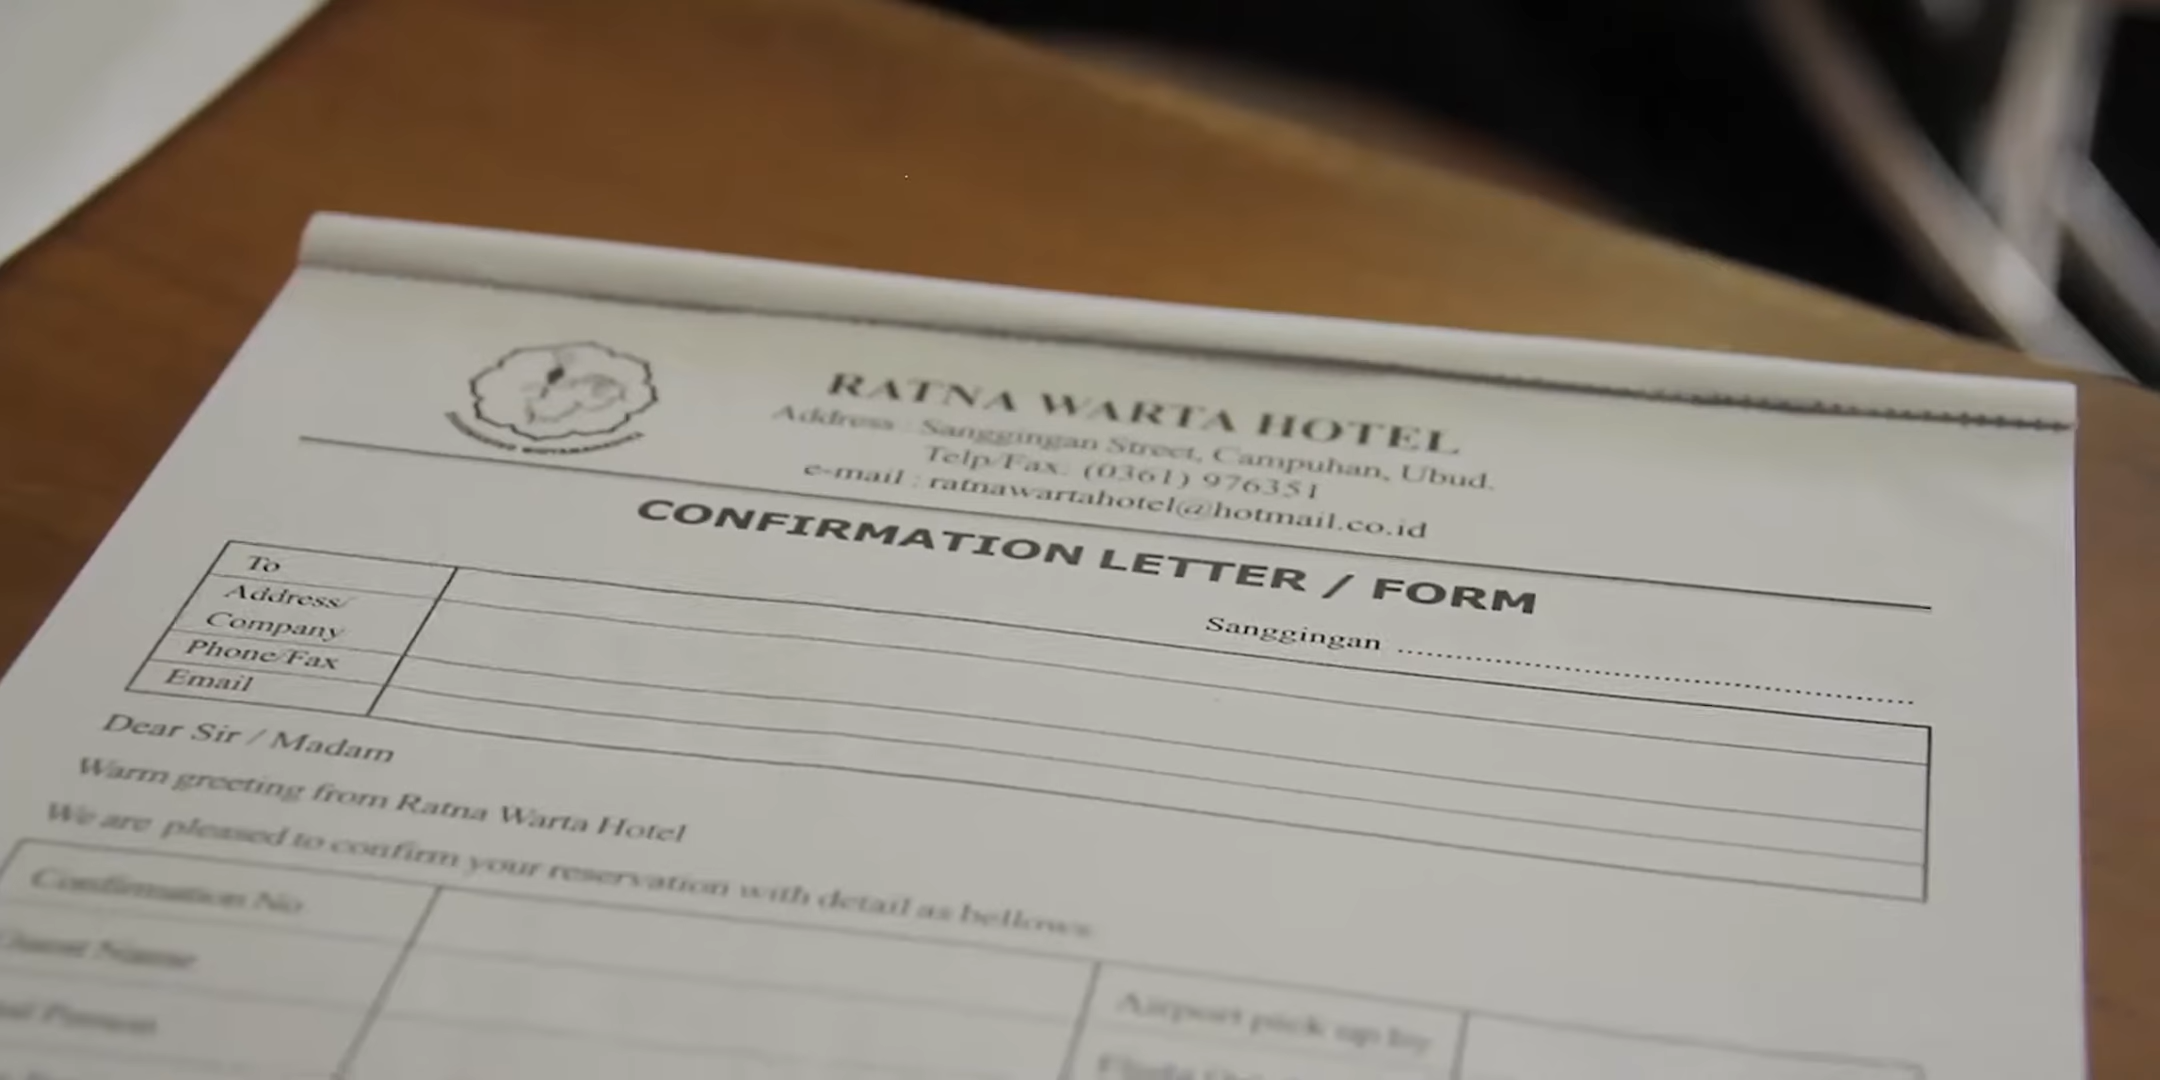 RATNA WARTA HOTEL
Address : Sanggingan Street, Campuhan, Ubud.
Telp/Fax. (0361) 976351
e-mail : ratnawartahotel@hotmail.co.id
CONFIRMATION LETTER / FORM
Sanggingan ................................................................
To
Address/
Company
Phone/Fax
Email
Dear Sir / Madam
Warm greeting from Ratna Warta Hotel
We are pleased to confirm your reservation with detail as bellows
Confirmation No
Guest Name
Airport pick up by
Flight